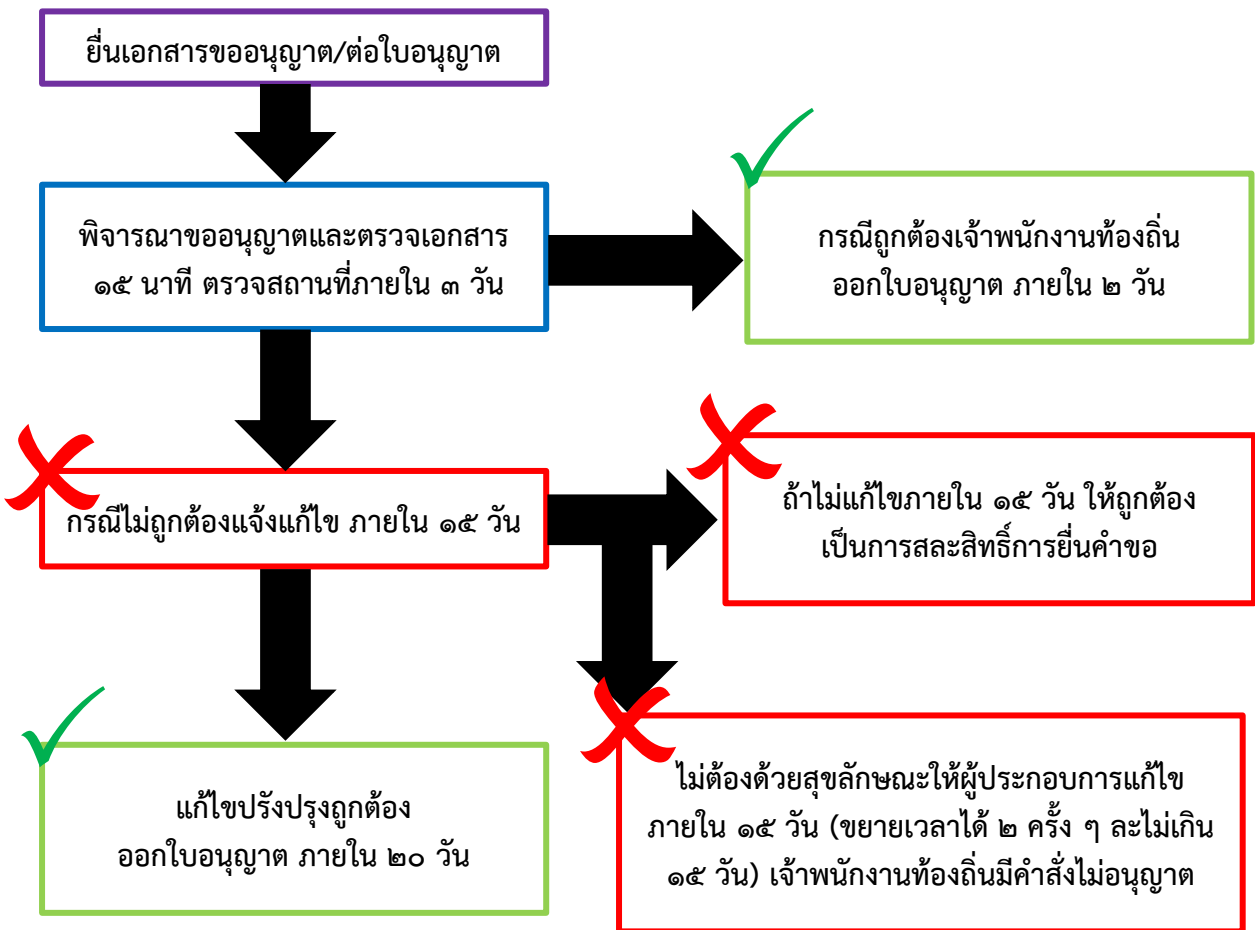 ยื่นเอกสารขออนุญาต/ต่อใบอนุญาต
พิจารณาขออนุญาตและตรวจเอกสาร
๑๕ นาที ตรวจสถานที่ภายใน ๓ วัน
กรณีถูกต้องเจ้าพนักงานท้องถิ่น
ออกใบอนุญาต ภายใน ๒ วัน
กรณีไม่ถูกต้องแจ้งแก้ไข ภายใน ๑๕ วัน
ถ้าไม่แก้ไขภายใน ๑๕ วัน ให้ถูกต้อง
เป็นการสละสิทธิ์การยื่นคำขอ
แก้ไขปรังปรุงถูกต้อง
ออกใบอนุญาต ภายใน ๒๐ วัน
ไม่ต้องด้วยสุขลักษณะให้ผู้ประกอบการแก้ไข
ภายใน ๑๕ วัน (ขยายเวลาได้ ๒ ครั้ง ๆ ละไม่เกิน
๑๕ วัน) เจ้าพนักงานท้องถิ่นมีคำสั่งไม่อนุญาต